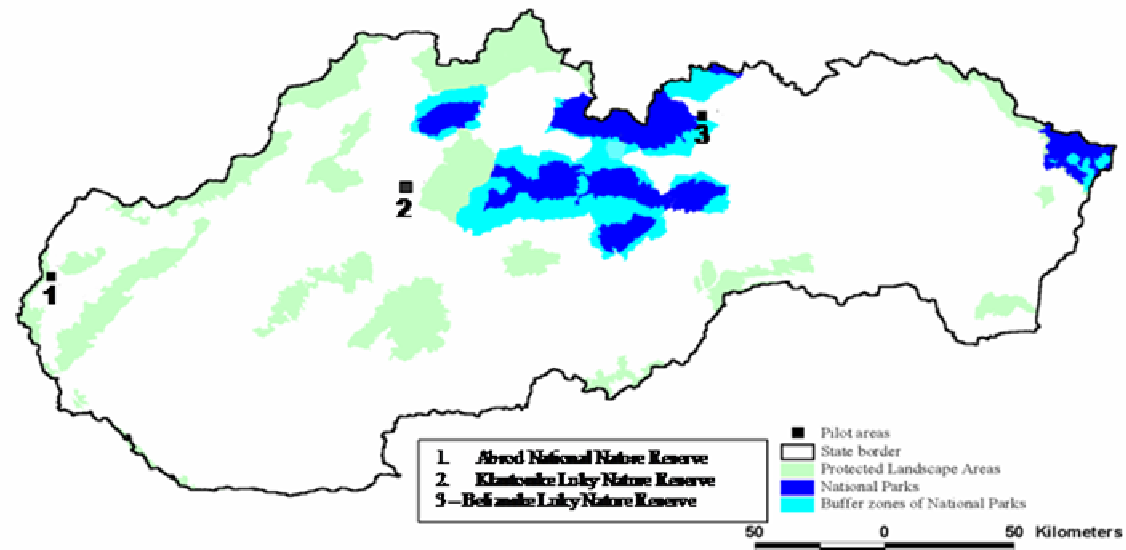 3
2
1
1. Abrod National Nature Reserve
2. Klastouske Luky Nature Reserve
3 – Belianske Luky Nature Reserve
Pilot areas
State border
Protected Landscape Areas
National Parks
Buffer zones of National Parks
50 0 50 Kilometers